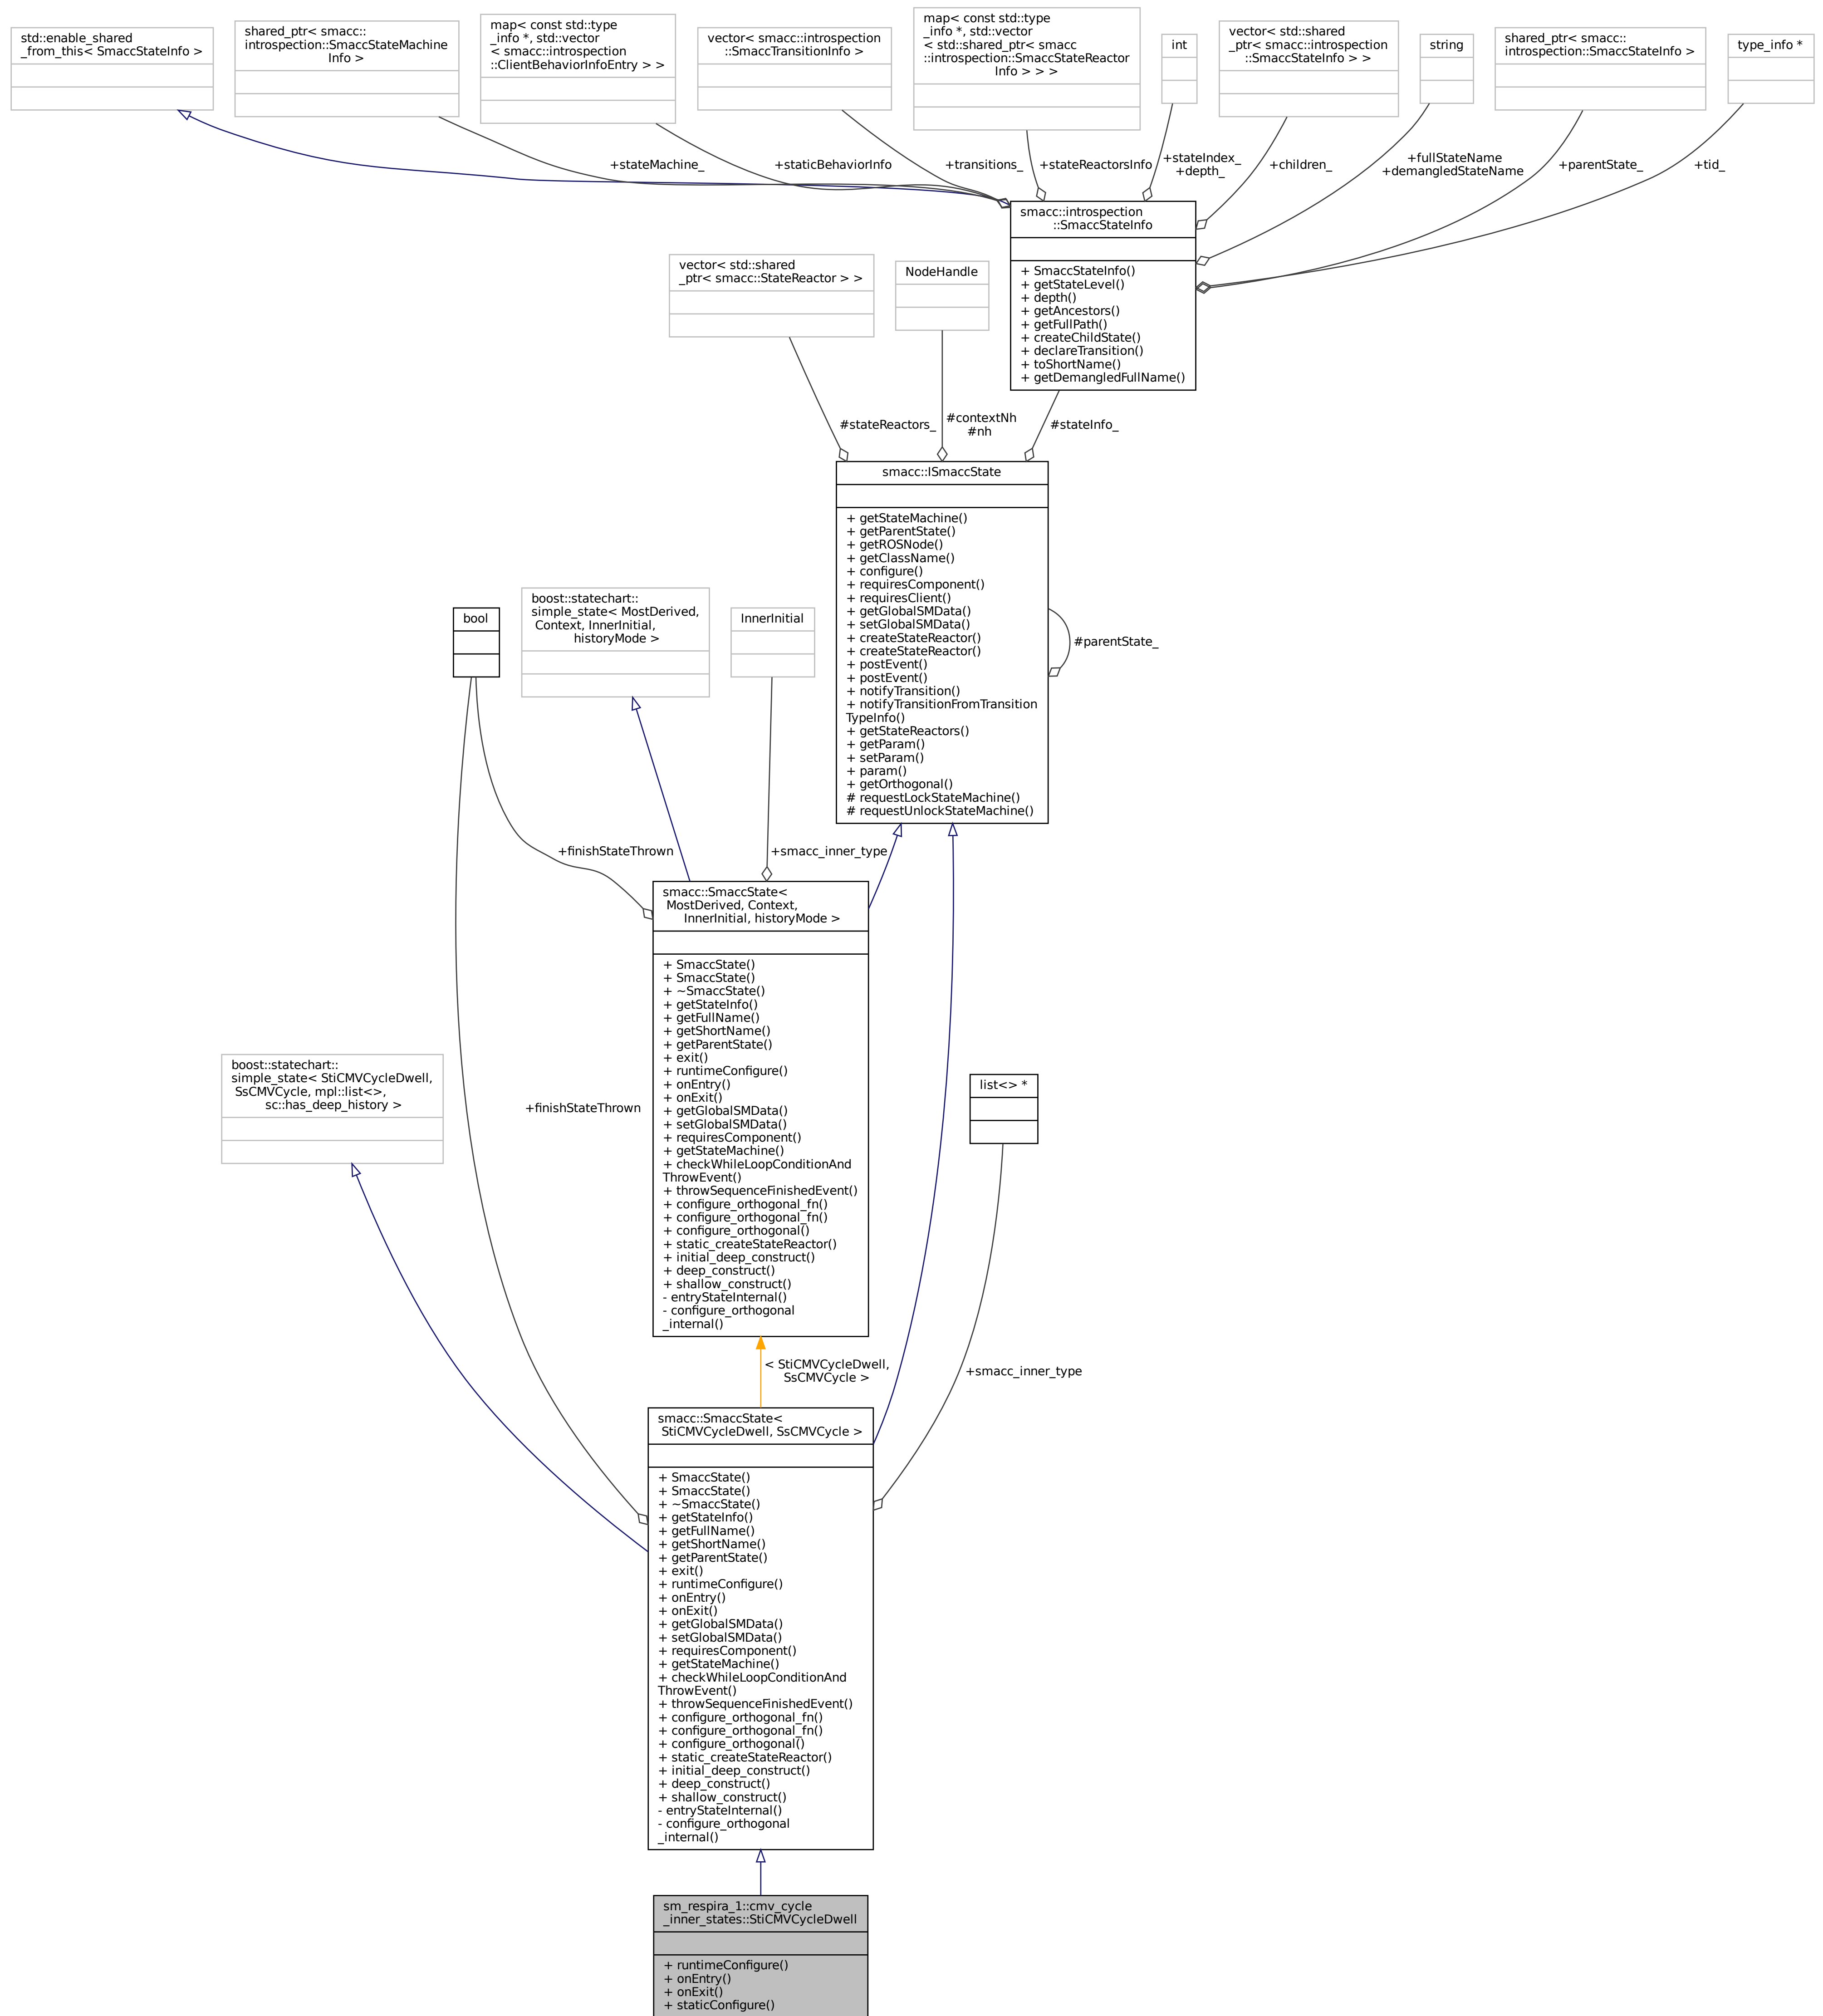 std::enable_shared
_from_this< SmaccStateInfo >
shared_ptr< smacc::
introspection::SmaccStateMachine
Info >
map< const std::type
_info *, std::vector
< smacc::introspection
::ClientBehaviorInfoEntry > >
vector< smacc::introspection
::SmaccTransitionInfo >
map< const std::type
_info *, std::vector
< std::shared_ptr< smacc
::introspection::SmaccStateReactor
Info > > >
int
vector< std::shared
_ptr< smacc::introspection
::SmaccStateInfo > >
string
shared_ptr< smacc::
introspection::SmaccStateInfo >
type_info *
+stateMachine_
+staticBehaviorInfo
+transitions_
+stateReactorsInfo
+stateIndex_
+depth_
+children_
+fullStateName
+demangledStateName
+parentState_
+tid_
smacc::introspection
::SmaccStateInfo
+ SmaccStateInfo()
+ getStateLevel()
+ depth()
+ getAncestors()
+ getFullPath()
+ createChildState()
+ declareTransition()
+ toShortName()
+ getDemangledFullName()
vector< std::shared
_ptr< smacc::StateReactor > >
NodeHandle
#stateReactors_
#contextNh
#nh
#stateInfo_
smacc::ISmaccState
+ getStateMachine()
+ getParentState()
+ getROSNode()
+ getClassName()
+ configure()
+ requiresComponent()
+ requiresClient()
+ getGlobalSMData()
+ setGlobalSMData()
+ createStateReactor()
+ createStateReactor()
+ postEvent()
+ postEvent()
+ notifyTransition()
+ notifyTransitionFromTransition
TypeInfo()
+ getStateReactors()
+ getParam()
+ setParam()
+ param()
+ getOrthogonal()
# requestLockStateMachine()
# requestUnlockStateMachine()
#parentState_
bool
boost::statechart::
simple_state< MostDerived,
Context, InnerInitial,
historyMode >
InnerInitial
+finishStateThrown
+smacc_inner_type
smacc::SmaccState<
MostDerived, Context,
InnerInitial, historyMode >
+ SmaccState()
+ SmaccState()
+ ~SmaccState()
+ getStateInfo()
+ getFullName()
+ getShortName()
+ getParentState()
+ exit()
+ runtimeConfigure()
+ onEntry()
+ onExit()
+ getGlobalSMData()
+ setGlobalSMData()
+ requiresComponent()
+ getStateMachine()
+ checkWhileLoopConditionAnd
ThrowEvent()
+ throwSequenceFinishedEvent()
+ configure_orthogonal_fn()
+ configure_orthogonal_fn()
+ configure_orthogonal()
+ static_createStateReactor()
+ initial_deep_construct()
+ deep_construct()
+ shallow_construct()
- entryStateInternal()
- configure_orthogonal
_internal()
boost::statechart::
simple_state< StiCMVCycleDwell,
SsCMVCycle, mpl::list<>,
sc::has_deep_history >
+finishStateThrown
list<> *
< StiCMVCycleDwell,
SsCMVCycle >
+smacc_inner_type
smacc::SmaccState<
StiCMVCycleDwell, SsCMVCycle >
+ SmaccState()
+ SmaccState()
+ ~SmaccState()
+ getStateInfo()
+ getFullName()
+ getShortName()
+ getParentState()
+ exit()
+ runtimeConfigure()
+ onEntry()
+ onExit()
+ getGlobalSMData()
+ setGlobalSMData()
+ requiresComponent()
+ getStateMachine()
+ checkWhileLoopConditionAnd
ThrowEvent()
+ throwSequenceFinishedEvent()
+ configure_orthogonal_fn()
+ configure_orthogonal_fn()
+ configure_orthogonal()
+ static_createStateReactor()
+ initial_deep_construct()
+ deep_construct()
+ shallow_construct()
- entryStateInternal()
- configure_orthogonal
_internal()
sm_respira_1::cmv_cycle
_inner_states::StiCMVCycleDwell
+ runtimeConfigure()
+ onEntry()
+ onExit()
+ staticConfigure()